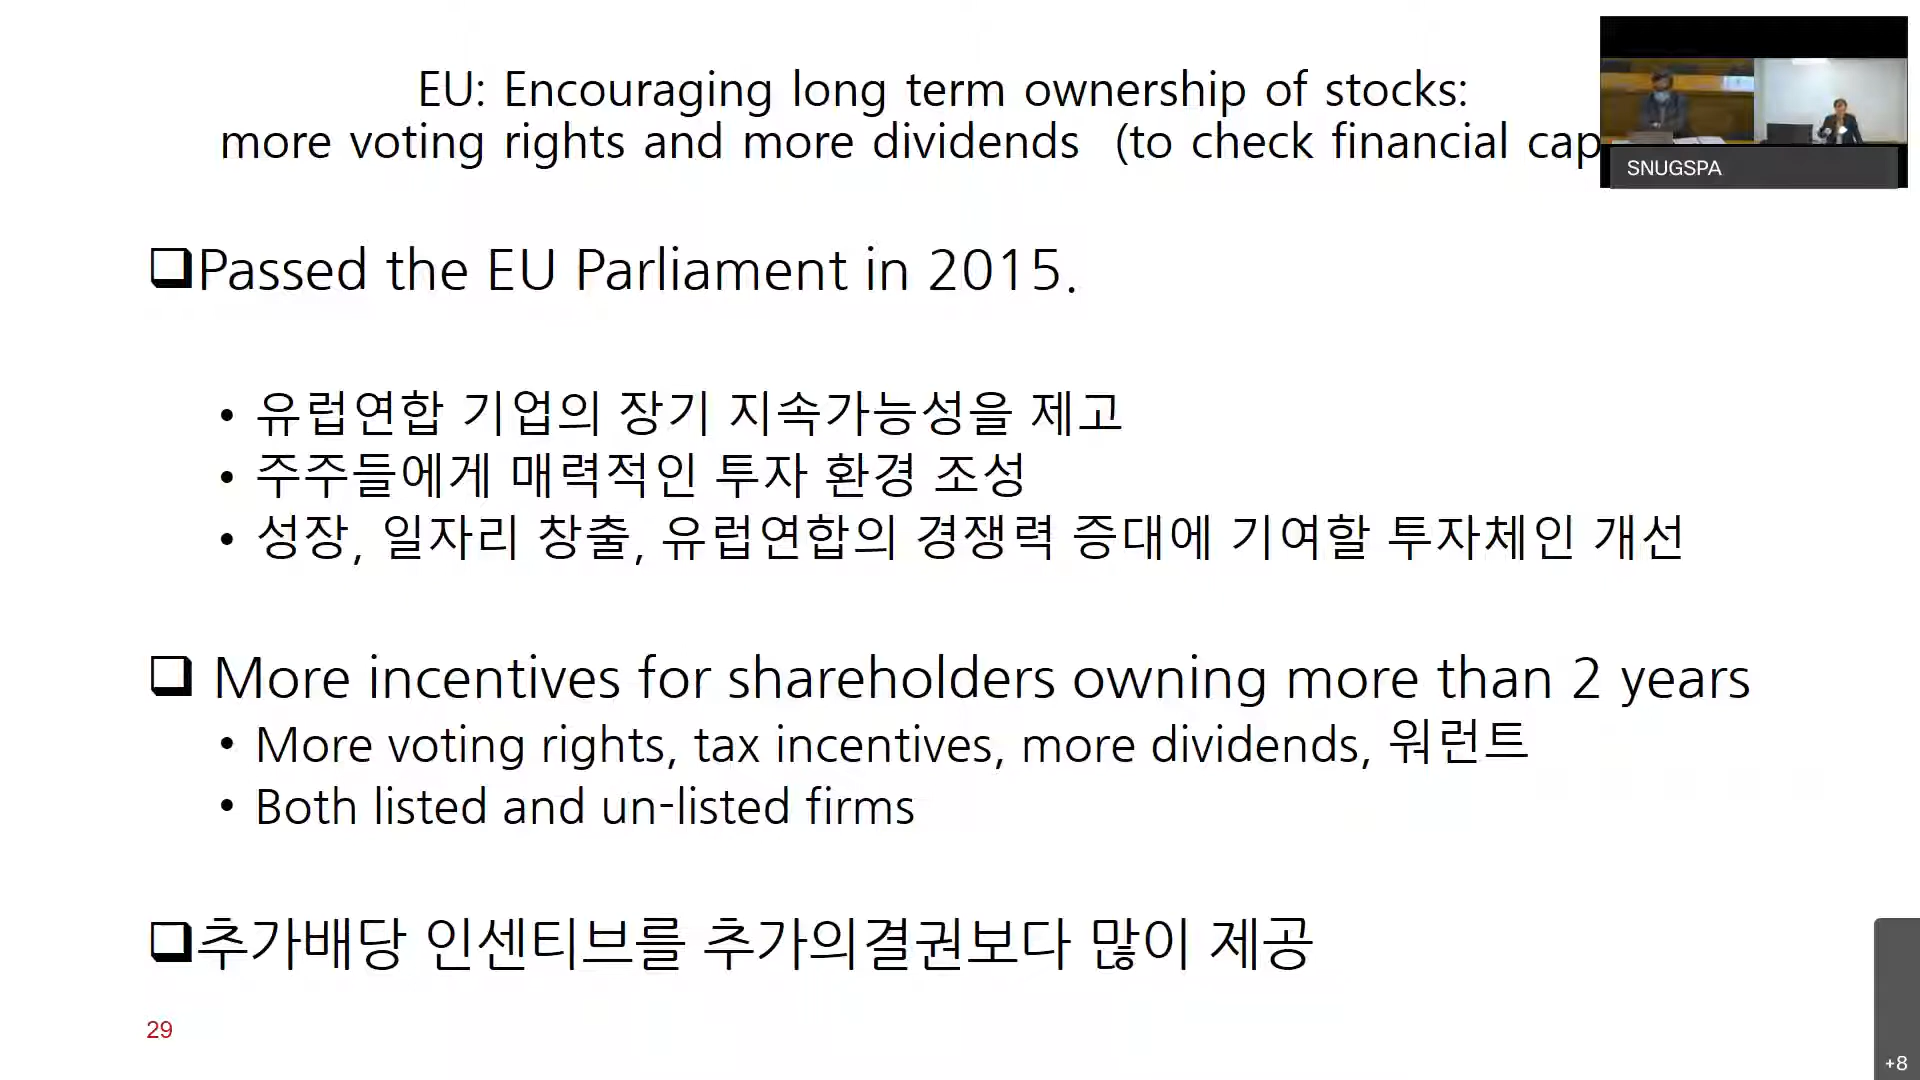 EU: Encouraging long term ownership of stocks:
more voting rights and more dividends (to check financial
SNUGSPA
Passed the EU Parliament in 2015.
• 유럽연합 기업의 장기 지속가능성을 제고
• 주주들에게 매력적인 투자 환경 조성
• 성장, 일자리 창출, 유럽연합의 경쟁력 증대에 기여할 투자체인 개선
More incentives for shareholders owning more than 2 years
• More voting rights, tax incentives, more dividends, 워런트
• Both listed and un-listed firms
추가배당 인센티브를 추가의결권보다 많이 제공
29
+8